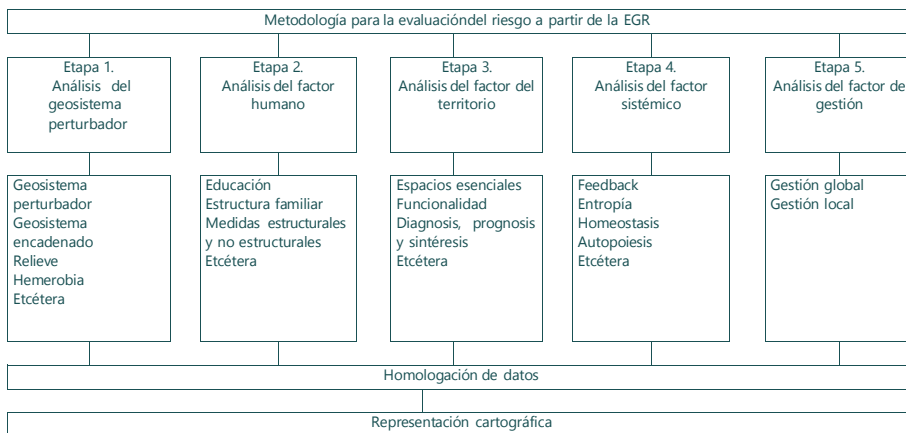 Metodología para la evaluacióndel riesgo a partir de la EGR
Etapa 1.
Análisis del
geosistema
perturbador
Etapa 2.
Análisis del factor
humano
Etapa 3.
Análisis del factor del
territorio
Etapa 4.
Análisis del factor
sistémico
Etapa 5.
Análisis del factor de
gestión
Geosistema
perturbador
Geosistema
encadenado
Relieve
Hemerobia
Etcétera
Educación
Estructura familiar
Medidas estructurales
y no estructurales
Etcétera
Espacios esenciales
Funcionalidad
Diagnosis, prognosis
y sintéresis
Etcétera
Feedback
Entropía
Homeostasis
Autopoiesis
Etcétera
Gestión global
Gestión local
Homologación de datos
Representación cartográfica